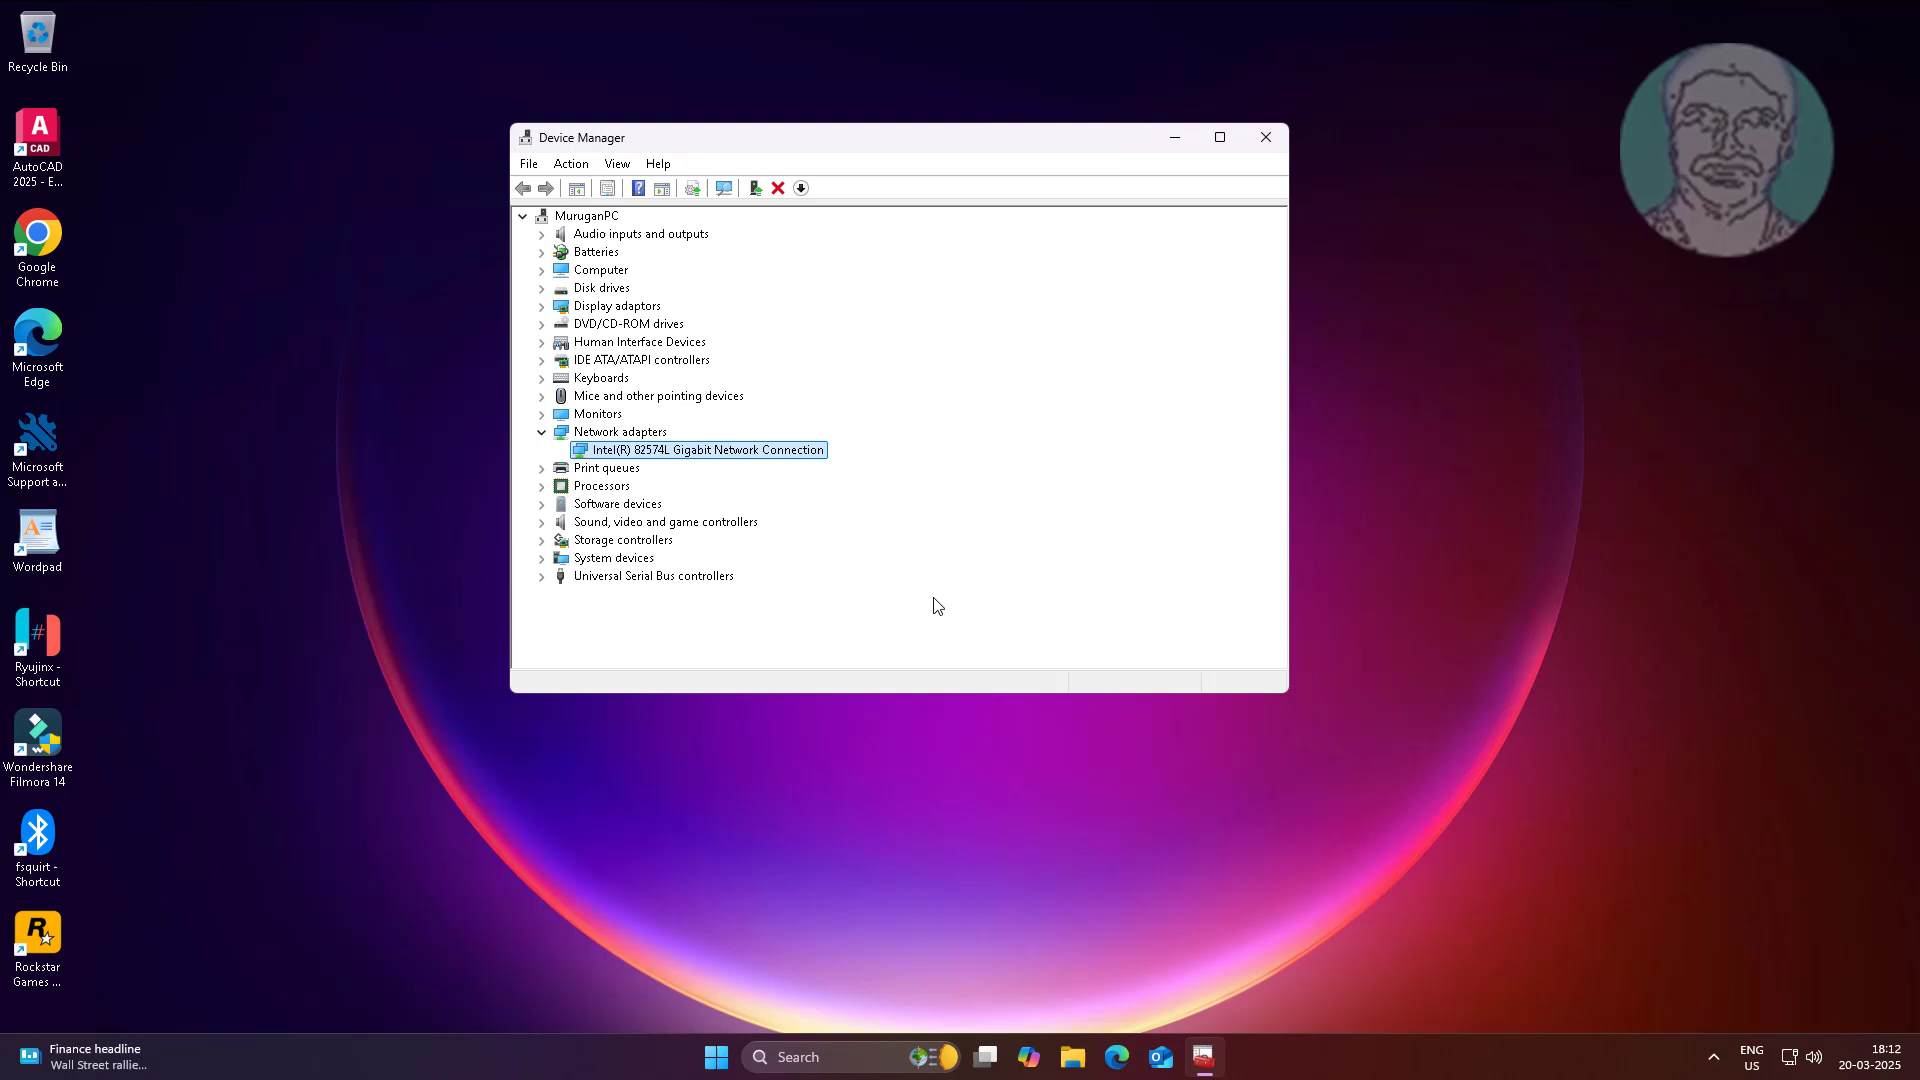 Recycle Bin
A
CAD
AutoCAD
2025 - E...
Google
Chrome
Microsoft
Edge
Microsoft
Support a...
Wordpad
Ryujinx -
Shortcut
Wondershare
Filmora 14
fsquirt -
Shortcut
Rockstar
Games ...
Device Manager
File Action View Help
MuruganPC
Audio inputs and outputs
Batteries
Computer
Disk drives
Display adaptors
DVD/CD-ROM drives
Human Interface Devices
IDE ATA/ATAPI controllers
Keyboards
Mice and other pointing devices
Monitors
Network adapters
Intel(R) 82574L Gigabit Network Connection
Print queues
Processors
Software devices
Sound, video and game controllers
Storage controllers
System devices
Universal Serial Bus controllers
Finance headline
Wall Street rallie...
Search
ENG
US
18:12
20-03-2025